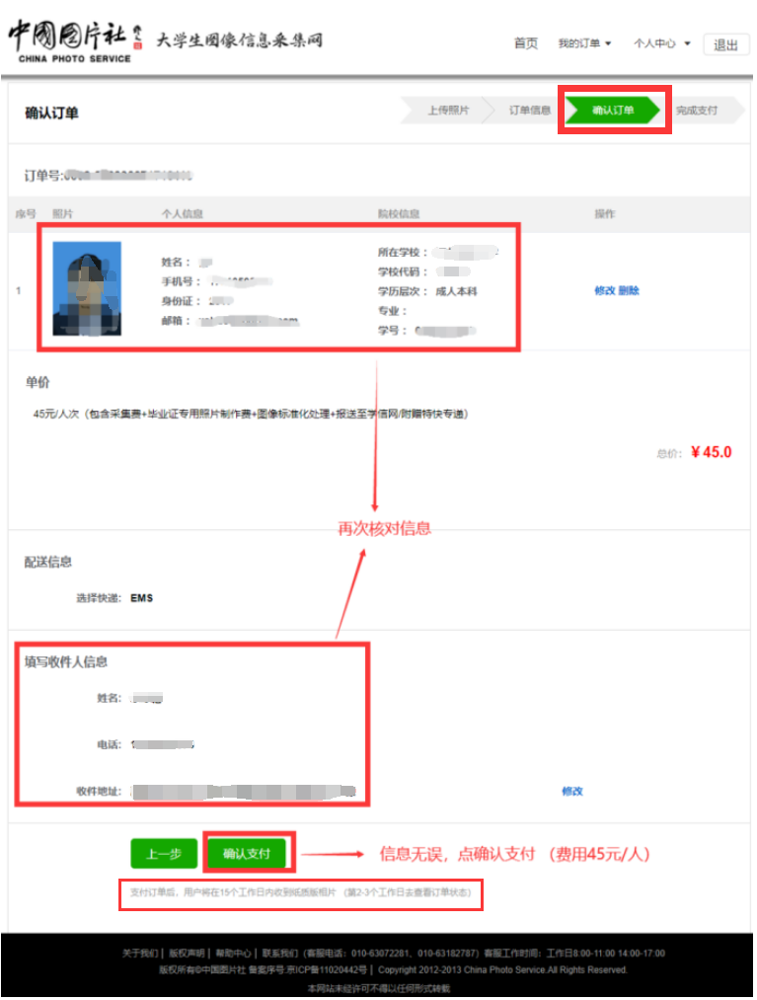 中國图片社
CHINA PHOTO SERVICE
大学生图像信息采集网
首页 我的订单 个人中心 退出
确认订单
上传照片 订单信息 确认订单 完成支付
订单号:
序号 照片 个人信息 院校信息 操作
1
姓名：
手机号：
身份证：
邮箱：
所在学校：
学校代码：
学历层次：成人本科
专业：
学号：
修改 删除
单价
45元/人次（包含采集费+毕业证专用照片制作费+图像标准化处理+报送至学信网/附赠特快专递）
总价： ￥45.0
再次核对信息
配送信息
选择快递： EMS
填写收件人信息
姓名：
电话：
收件地址：
修改
上一步 确认支付 信息无误，点确认支付 （费用45元/人）
支付订单后，用户将在15个工作日内收到纸质版相片 （第2-3个工作日去查看订单状态）
关于我们 | 版权声明 | 帮助中心 | 联系我们（客服电话：010-63072281、010-63182787）客服工作时间：工作日8:00-11:00 14:00-17:00
版权所有©中国图片社 备案序号:京ICP备11020442号 | Copyright 2012-2013 China Photo Service.All Rights Reserved.
本网站未经许可不得以任何形式转载